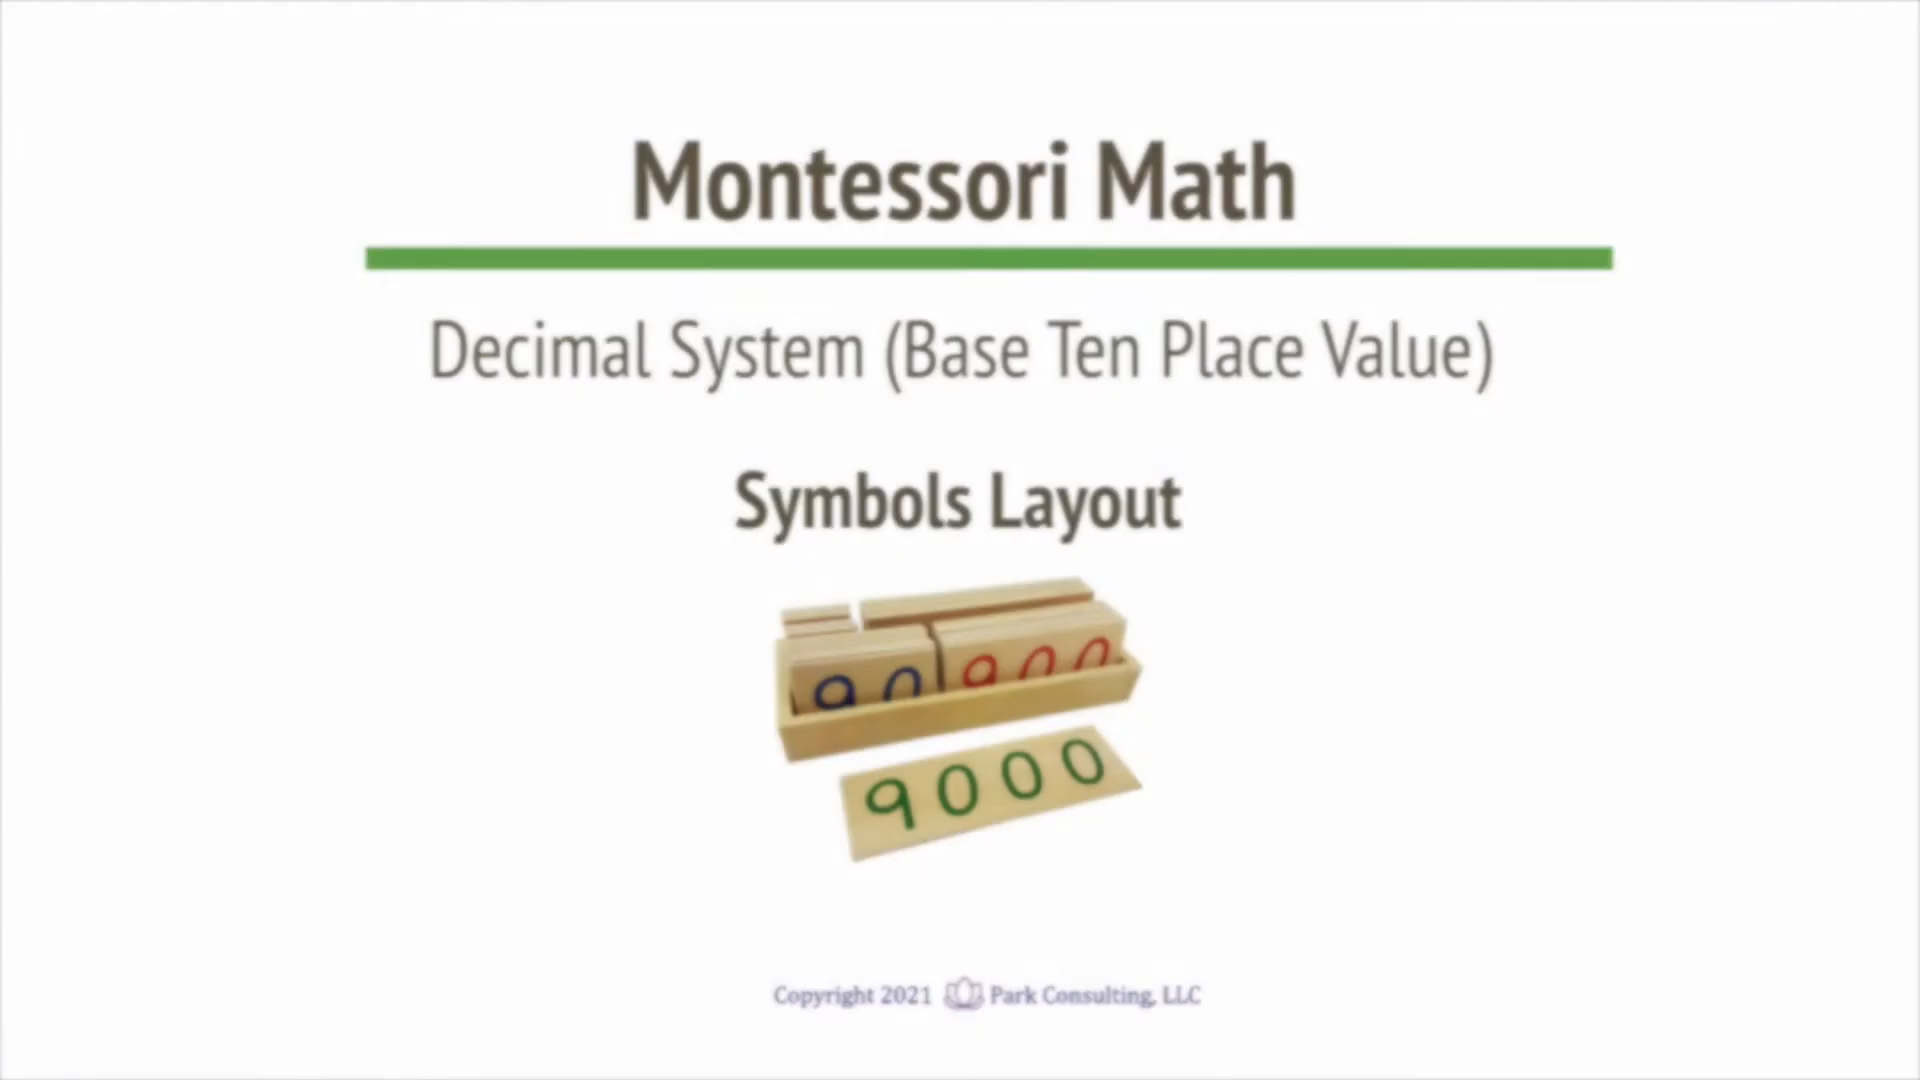 Montessori Math
Decimal System (Base Ten Place Value)
Symbols Layout
90 900
9000
Copyright 2021 Park Consulting, LLC